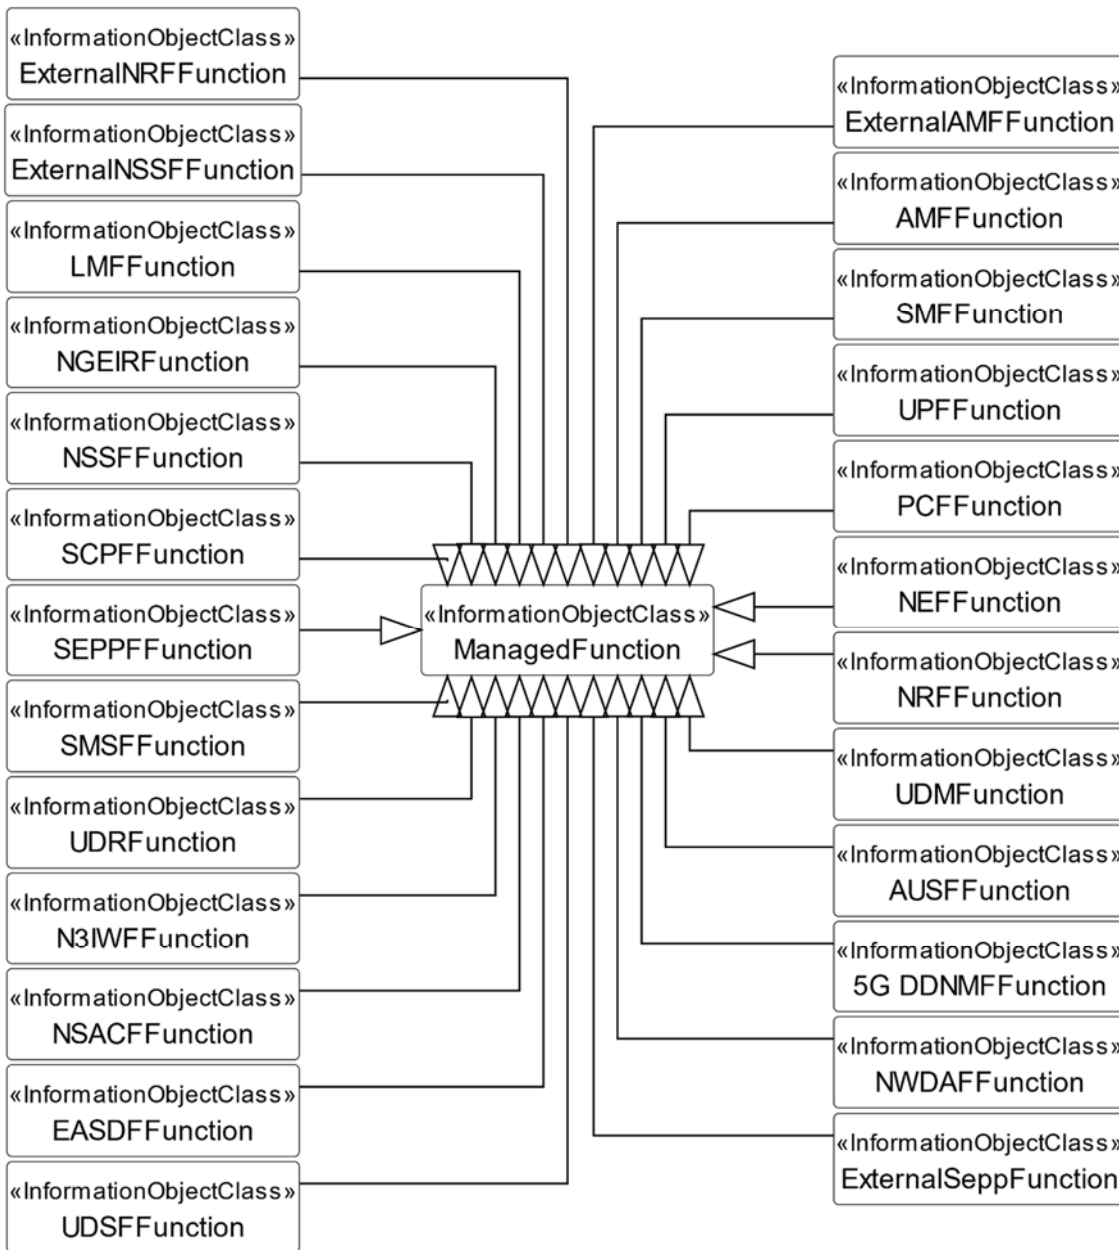 «InformationObjectClass»
ExternalNRFFunction
«InformationObjectClass»
ExternalNSSFFunction
«InformationObjectClass»
LMFFunction
«InformationObjectClass»
NGEIRFunction
«InformationObjectClass»
NSSFFunction
«InformationObjectClass»
SCPFFunction
«InformationObjectClass»
SEPPFFunction
«InformationObjectClass»
SMSFFunction
«InformationObjectClass»
UDRFunction
«InformationObjectClass»
N3IWFFunction
«InformationObjectClass»
NSACFFunction
«InformationObjectClass»
EASDFFunction
«InformationObjectClass»
UDSFFunction
«InformationObjectClass»
ManagedFunction
«InformationObjectClass»
ExternalAMFFunction
«InformationObjectClass»
AMFFunction
«InformationObjectClass»
SMFFunction
«InformationObjectClass»
UPFFunction
«InformationObjectClass»
PCFFunction
«InformationObjectClass»
NEFFunction
«InformationObjectClass»
NRFFunction
«InformationObjectClass»
UDMFunction
«InformationObjectClass»
AUSFFunction
«InformationObjectClass»
5G DDNMFFunction
«InformationObjectClass»
NWDAFFunction
«InformationObjectClass»
ExternalSeppFunction